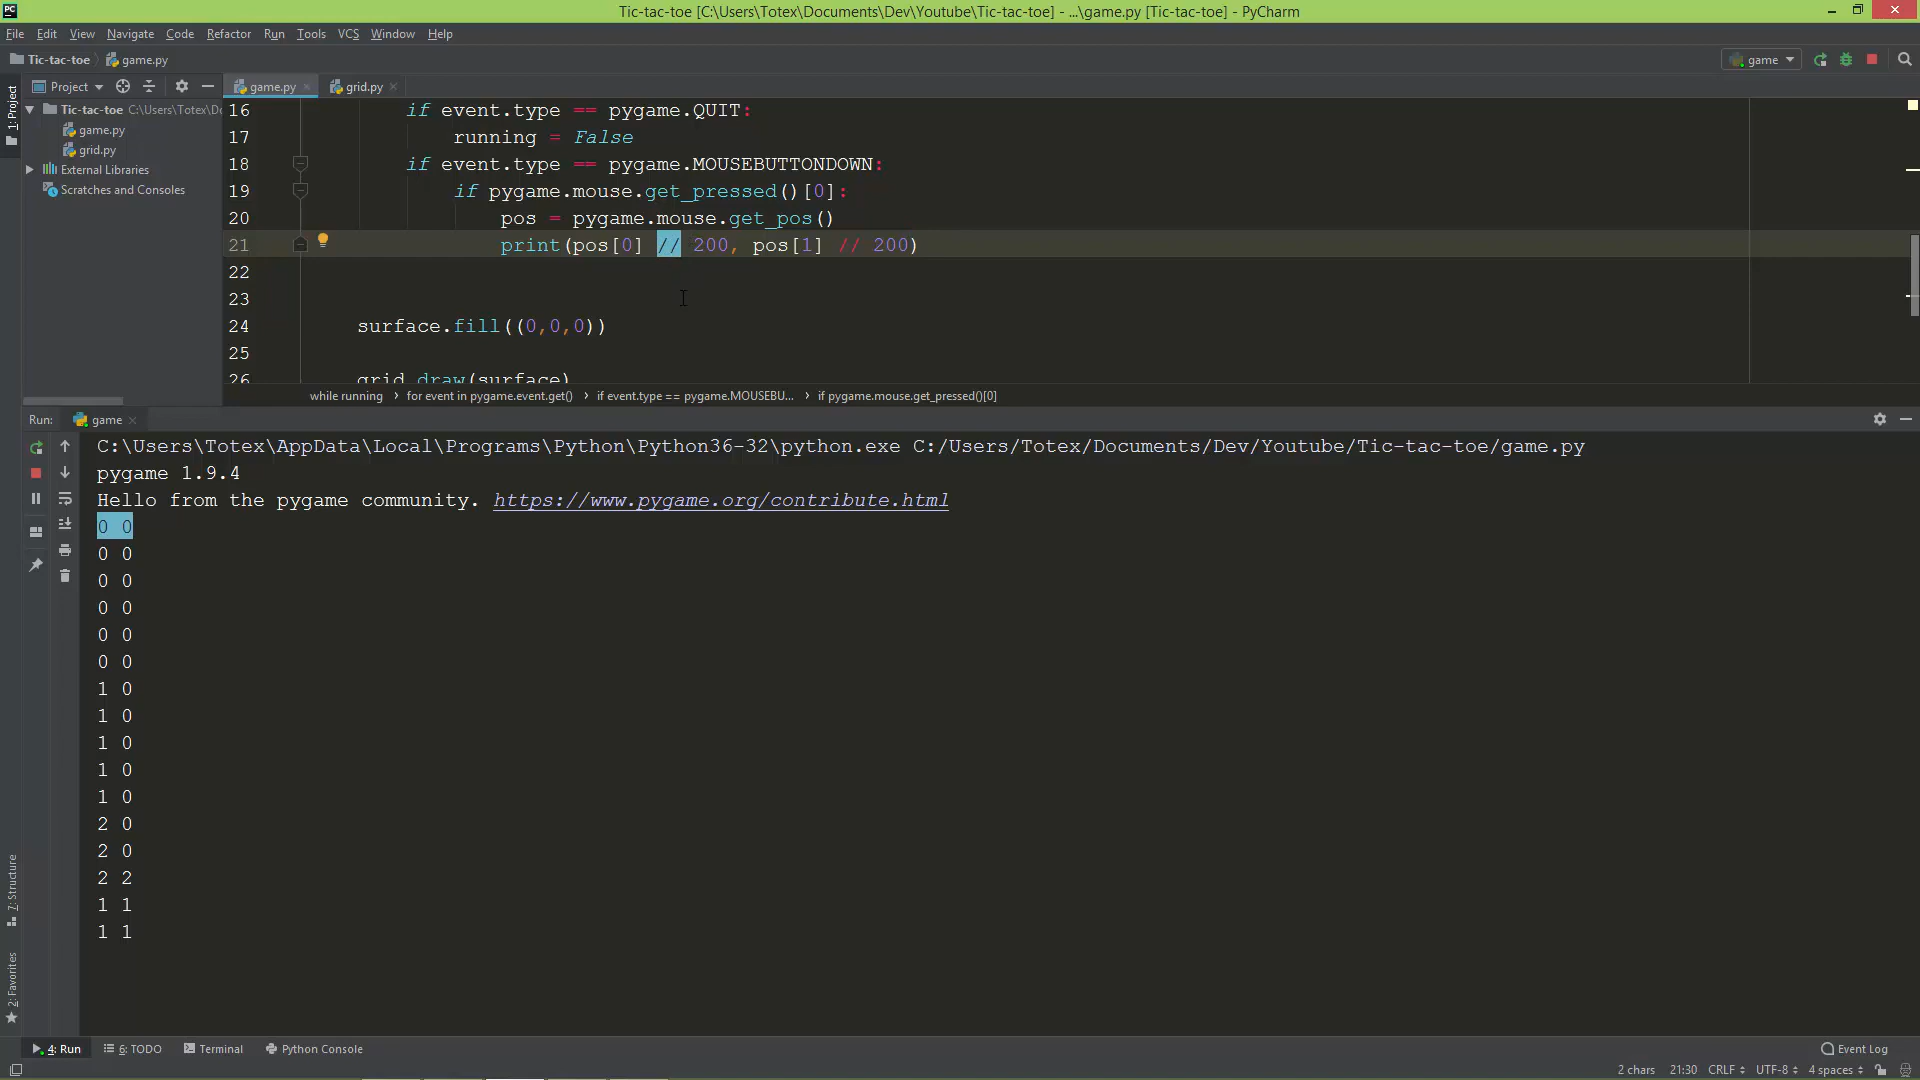 Tic-tac-toe [C:\Users\Totex\Documents\Dev\Youtube\Tic-tac-toe] - ...\game.py [Tic-tac-toe] - PyCharm
File Edit View Navigate Code Refactor Run Tools VCS Window Help
Tic-tac-toe game.py game
Project game.py grid.py
1: Project
Tic-tac-toe C:\Users\Totex\Do
game.py
grid.py
External Libraries
Scratches and Consoles
16 if event.type == pygame.QUIT:
17 running = False
18 if event.type == pygame.MOUSEBUTTONDOWN:
19 if pygame.mouse.get_pressed()[0]:
20 pos = pygame.mouse.get_pos()
21 print(pos[0] // 200, pos[1] // 200)
22
23
24 surface.fill((0,0,0))
25
26 grid.draw(surface)
while running › for event in pygame.event.get() › if event.type == pygame.MOUSEBU... › if pygame.mouse.get_pressed()[0]
Run: game
C:\Users\Totex\AppData\Local\Programs\Python\Python36-32\python.exe C:/Users/Totex/Documents/Dev/Youtube/Tic-tac-toe/game.py
pygame 1.9.4
Hello from the pygame community. https://www.pygame.org/contribute.html
0 0
0 0
0 0
0 0
0 0
0 0
1 0
1 0
1 0
1 0
1 0
2 0
2 0
2 2
1 1
1 1
7: Structure
2: Favorites
4: Run 6: TODO Terminal Python Console Event Log
2 chars 21:30 CRLF UTF-8 4 spaces